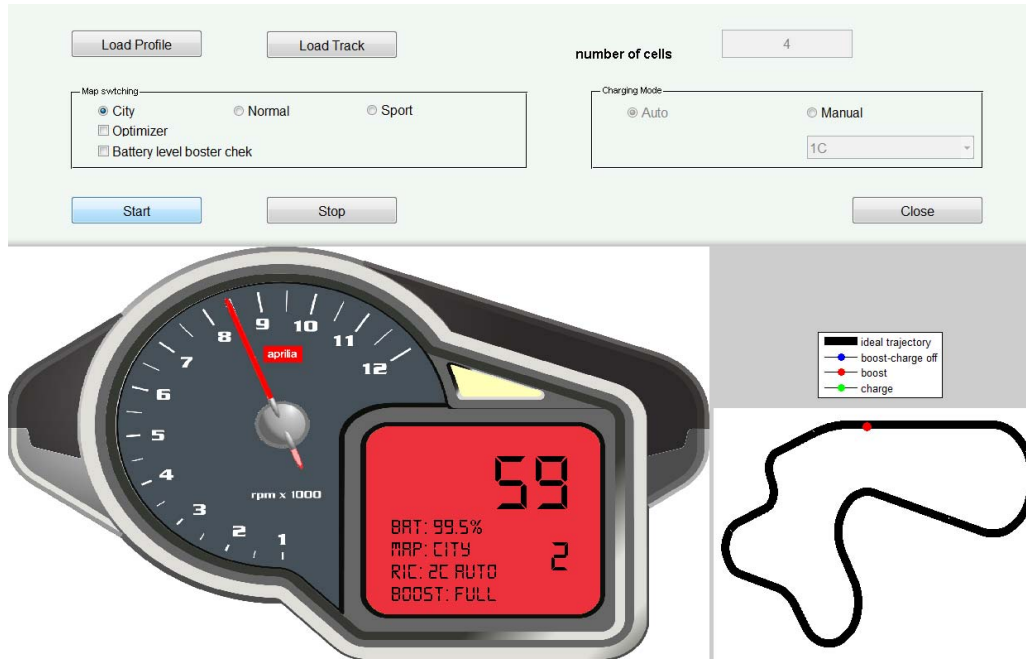 Load Profile
Load Track
number of cells
4
Map swtching
City
Normal
Sport
Optimizer
Battery level boster chek
Charging Mode
Auto
Manual
1C
Start
Stop
Close
1
2
3
4
5
6
7
8
9
10
11
12
aprilia
rpm x 1000
59
BAT: 99.5%
MAP: CITY
2
RIC: 2C AUTO
BOOST: FULL
ideal trajectory
boost-charge off
boost
charge